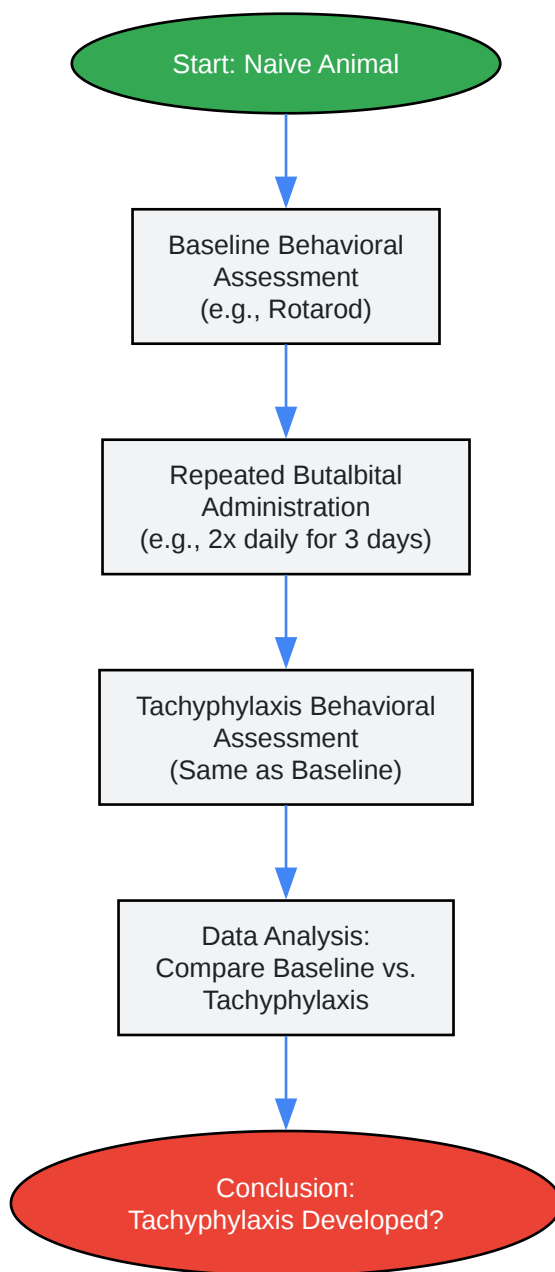 Start: Naive Animal
Baseline Behavioral
Assessment
(e.g., Rotarod)
Repeated Butalbital
Administration
(e.g., 2x daily for 3 days)
Tachyphylaxis Behavioral
Assessment
(Same as Baseline)
Data Analysis:
Compare Baseline vs.
Tachyphylaxis
Conclusion:
Tachyphylaxis Developed?